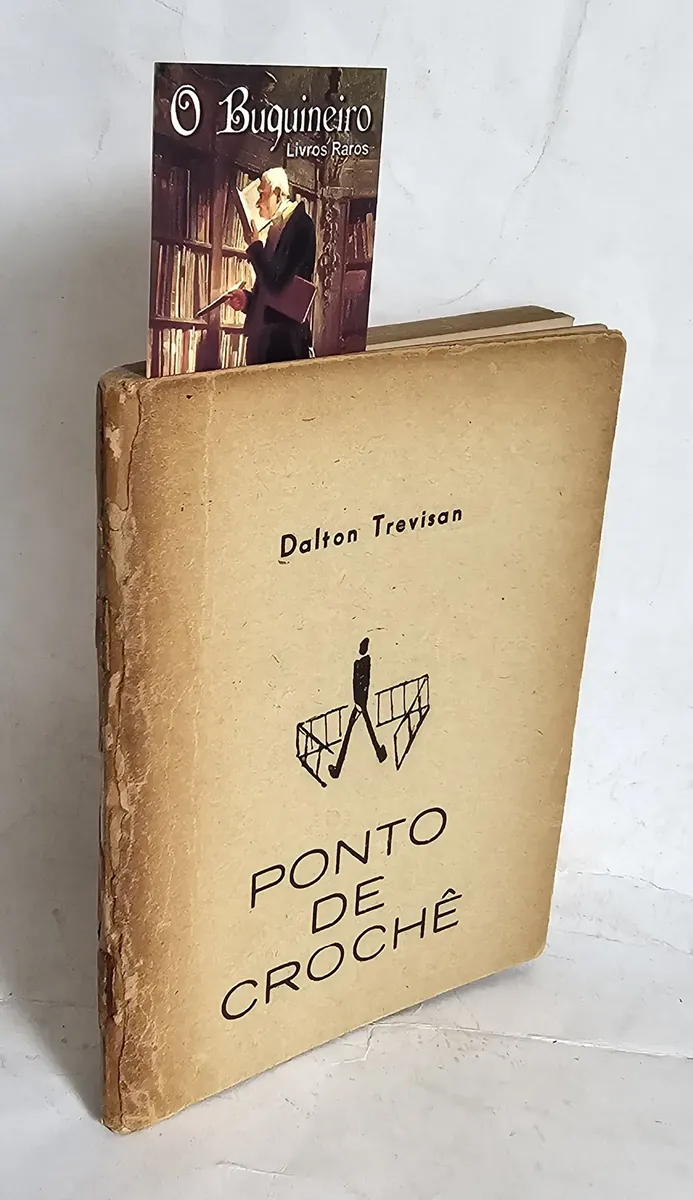 O Buquineiro
Livros Raros
Dalton Trevisan
PONTO
DE
CROCHÊ